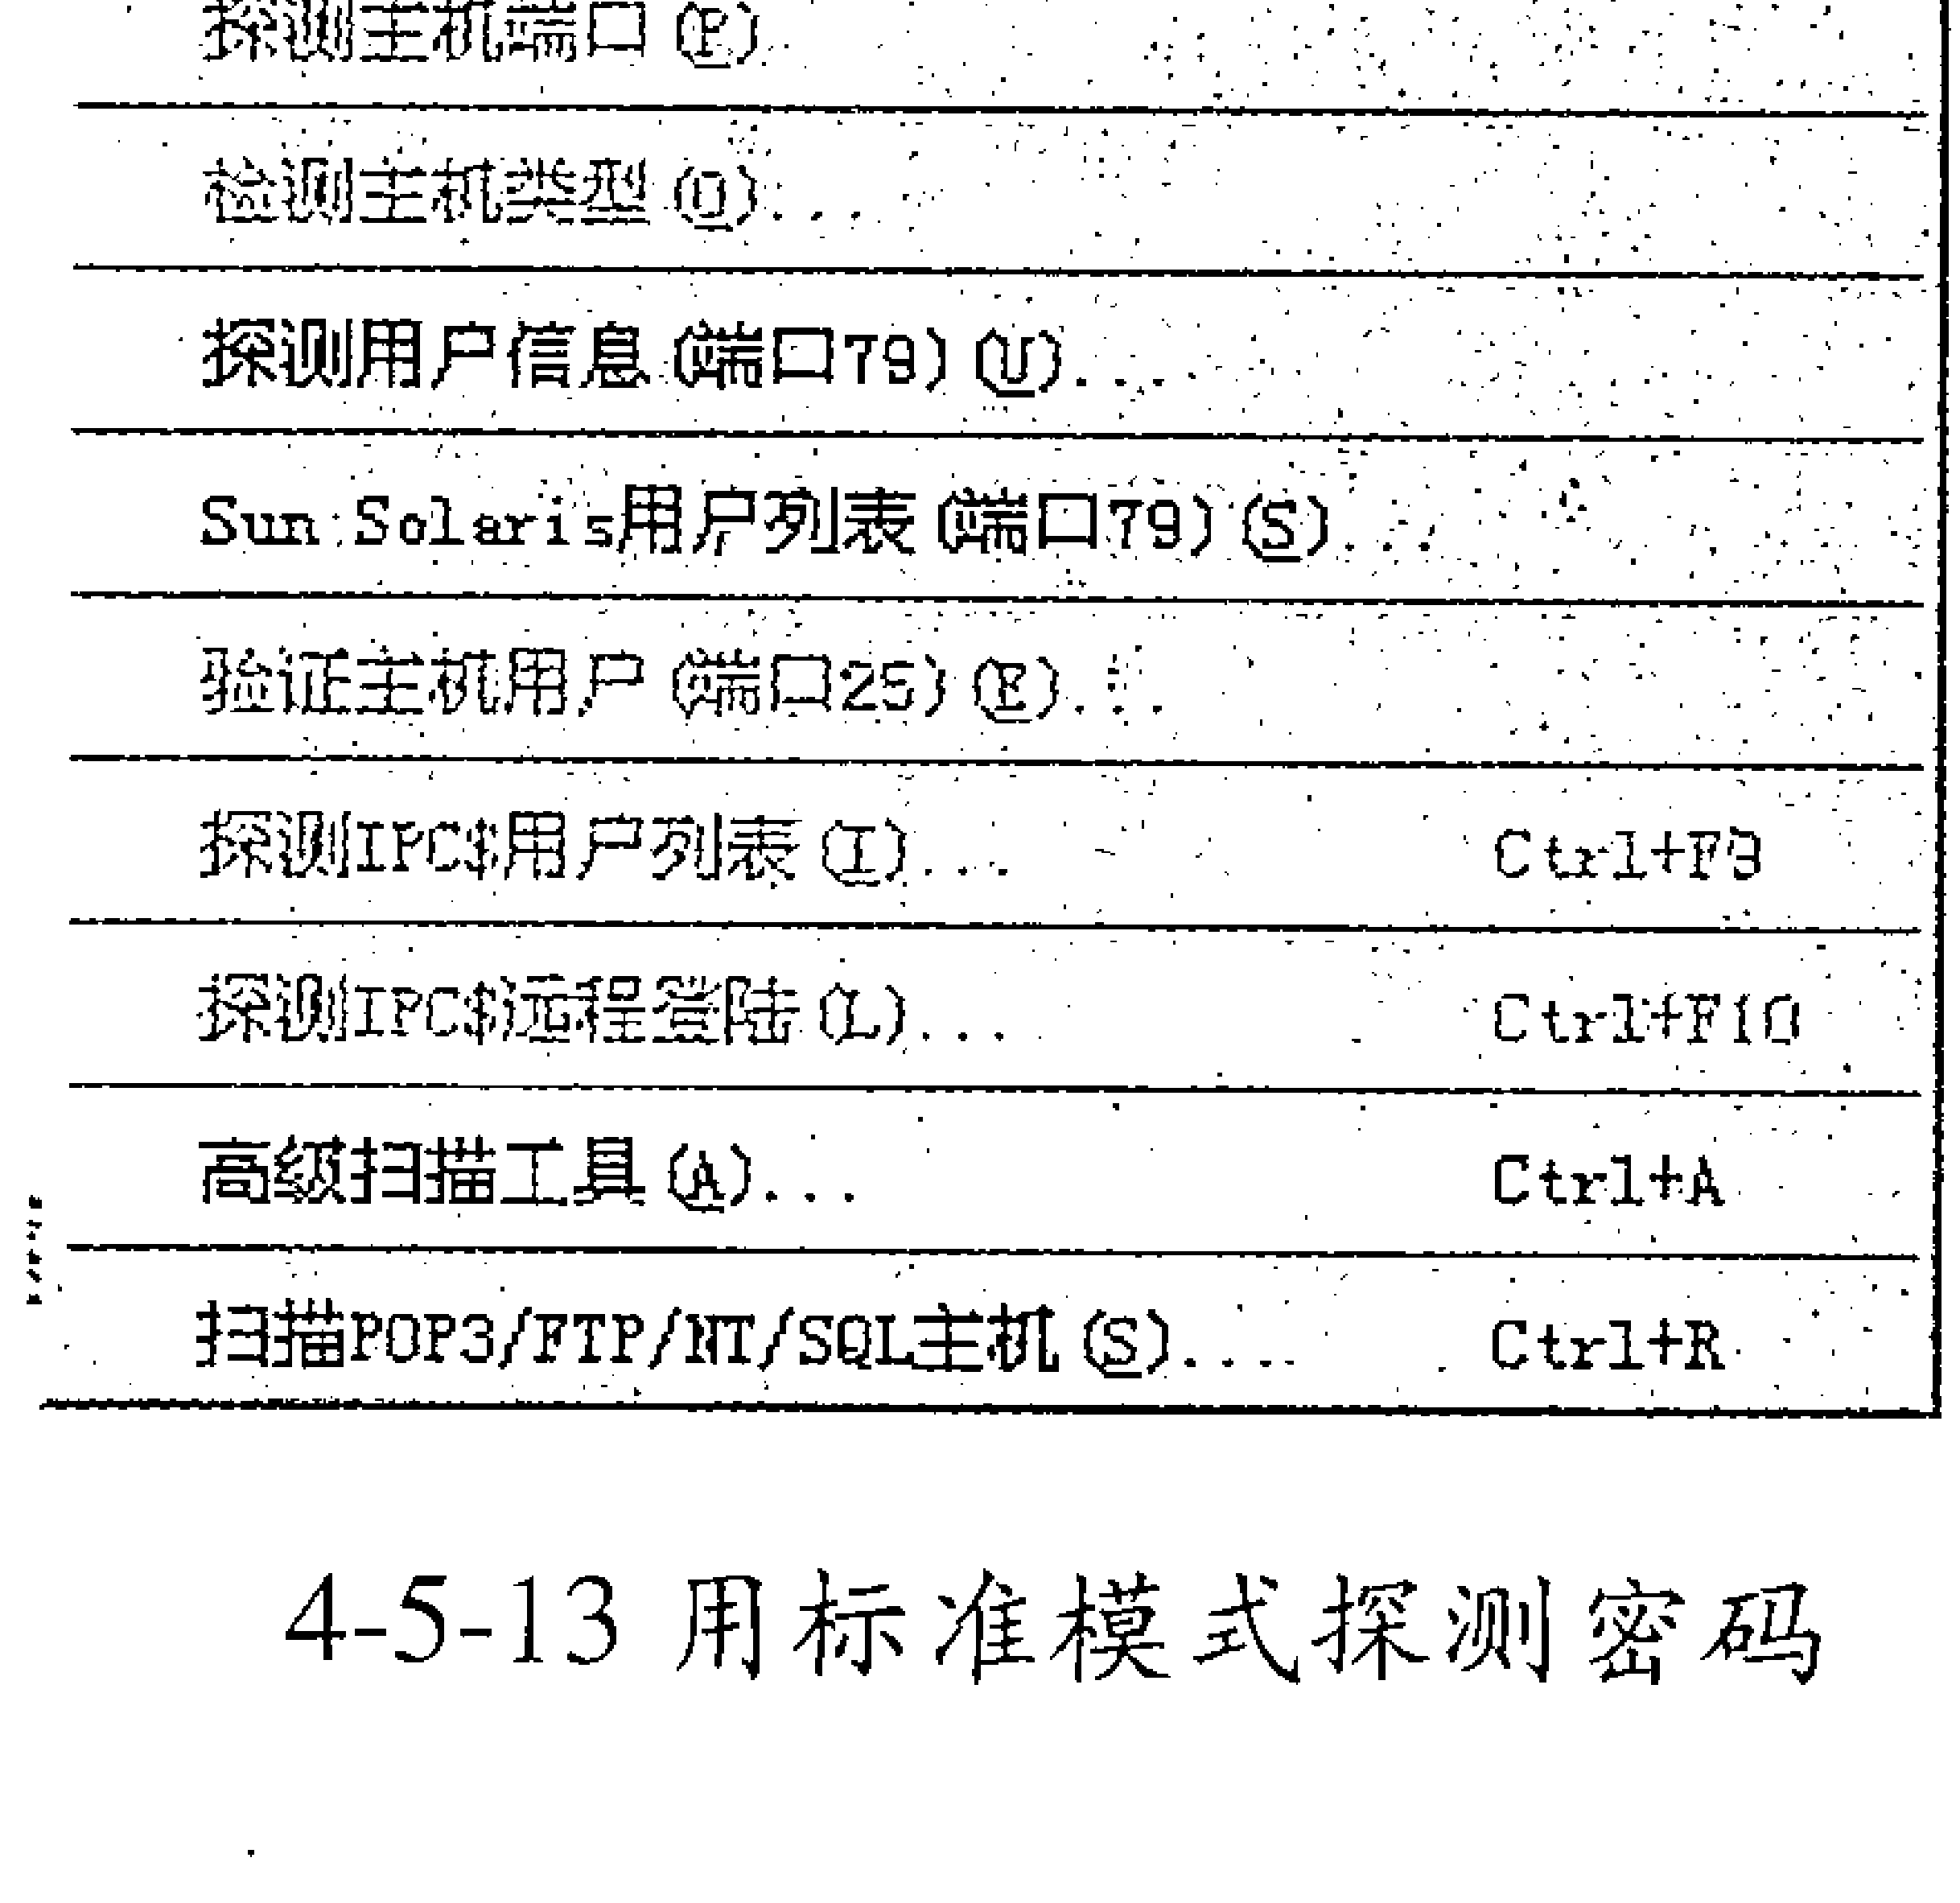 探测主机端口(P)
检测主机类型(O)...
探测用户信息(端口79)(U)...
Sun Solaris用户列表(端口79)(S)...
验证主机用户(端口25)(E)...
探测IPC$用户列表(I)... Ctrl+F3
探测IPC$远程登陆(L)... Ctrl+F10
高级扫描工具(A)... Ctrl+A
扫描POP3/FTP/NT/SQL主机(S).... Ctrl+R
4-5-13 用标准模式探测密码